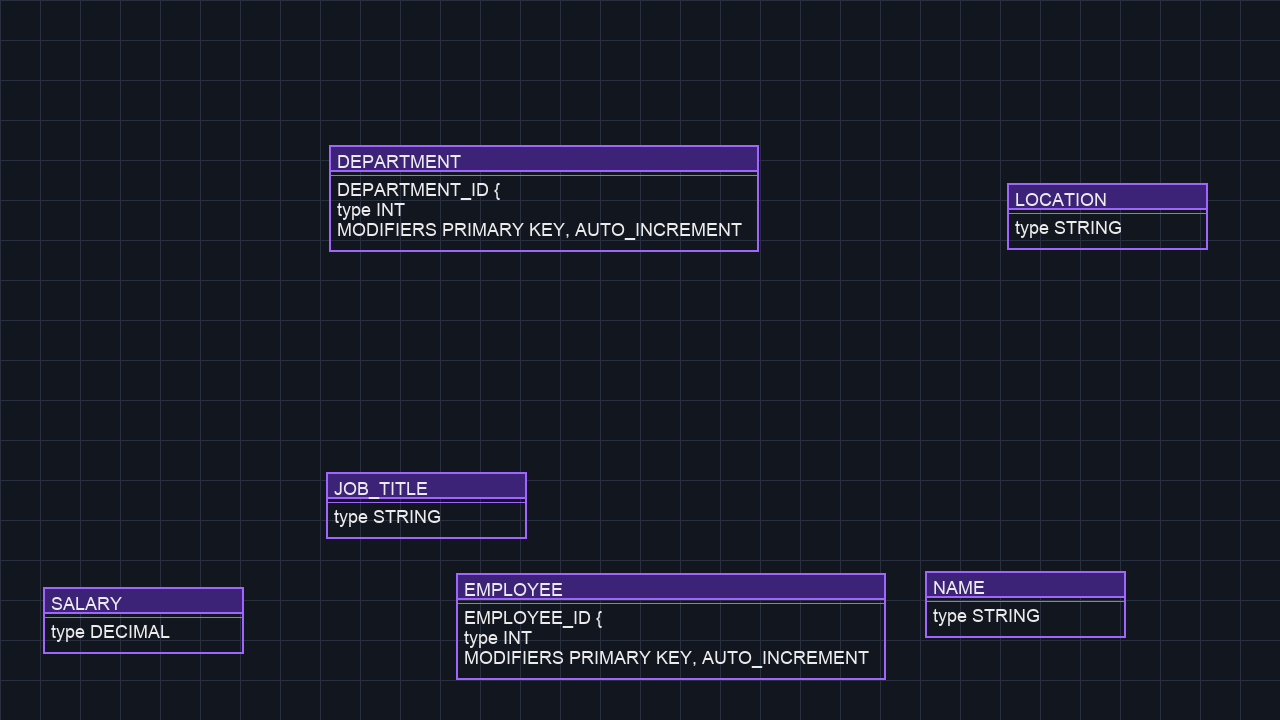 DEPARTMENT
DEPARTMENT_ID {
type INT
MODIFIERS PRIMARY KEY, AUTO_INCREMENT
LOCATION
type STRING
JOB_TITLE
type STRING
SALARY
type DECIMAL
EMPLOYEE
EMPLOYEE_ID {
type INT
MODIFIERS PRIMARY KEY, AUTO_INCREMENT
NAME
type STRING